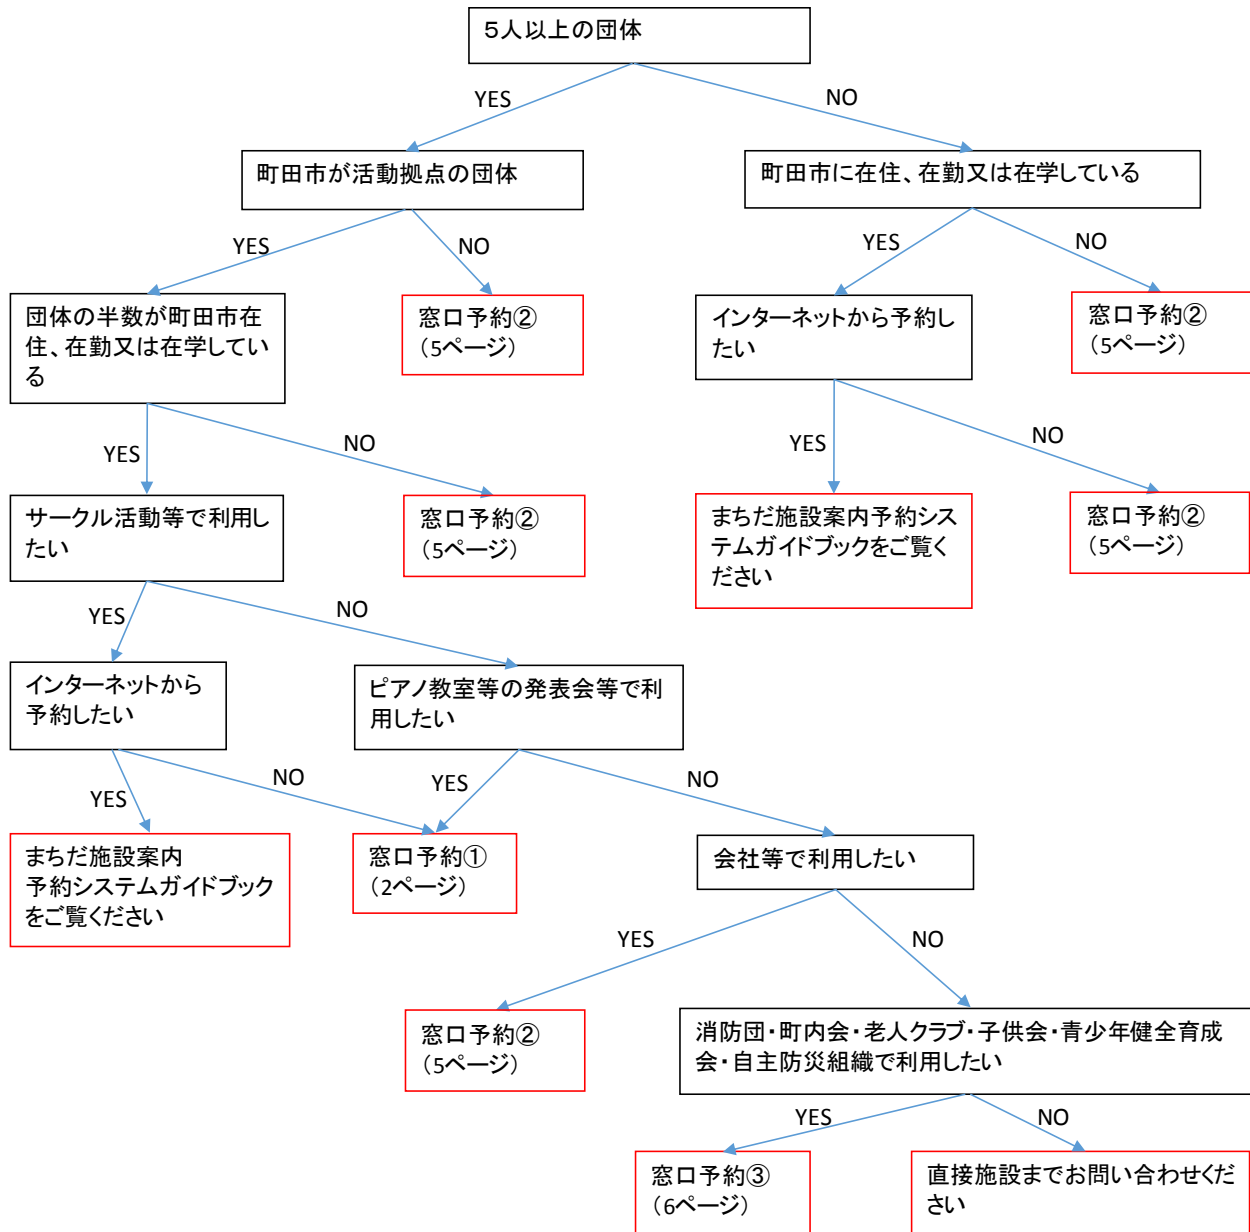 5人以上の団体
YES
NO
町田市が活動拠点の団体
町田市に在住、在勤又は在学している
YES
NO
YES
NO
団体の半数が町田市在
住、在勤又は在学してい
る
窓口予約②
(5ページ)
インターネットから予約し
たい
窓口予約②
(5ページ)
YES
NO
YES
NO
サークル活動等で利用し
たい
窓口予約②
(5ページ)
まちだ施設案内予約シス
テムガイドブックをご覧く
ださい
窓口予約②
(5ページ)
YES
NO
インターネットから
予約したい
ピアノ教室等の発表会等で利
用したい
YES
NO
YES
NO
まちだ施設案内
予約システムガイドブック
をご覧ください
窓口予約①
(2ページ)
会社等で利用したい
YES
NO
窓口予約②
(5ページ)
消防団・町内会・老人クラブ・子供会・青少年健全育成
会・自主防災組織で利用したい
YES
NO
窓口予約③
(6ページ)
直接施設までお問い合わせくだ
さい